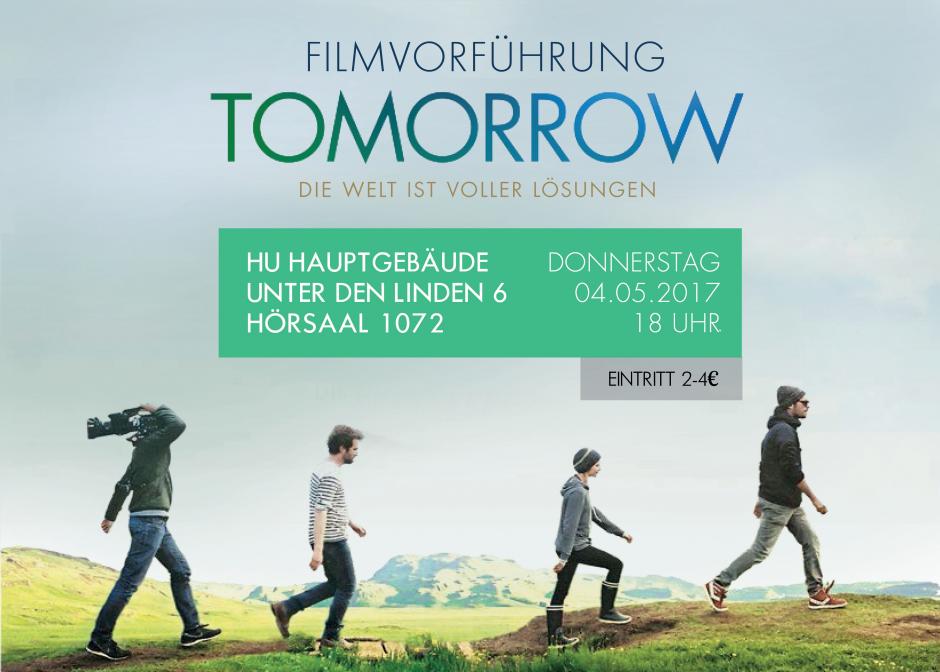 FILMVORFÜHRUNG
TOMORROW
DIE WELT IST VOLLER LÖSUNGEN
HU HAUPTGEBÄUDE
UNTER DEN LINDEN 6
HÖRSAAL 1072
DONNERSTAG
04.05.2017
18 UHR
EINTRITT 2-4€